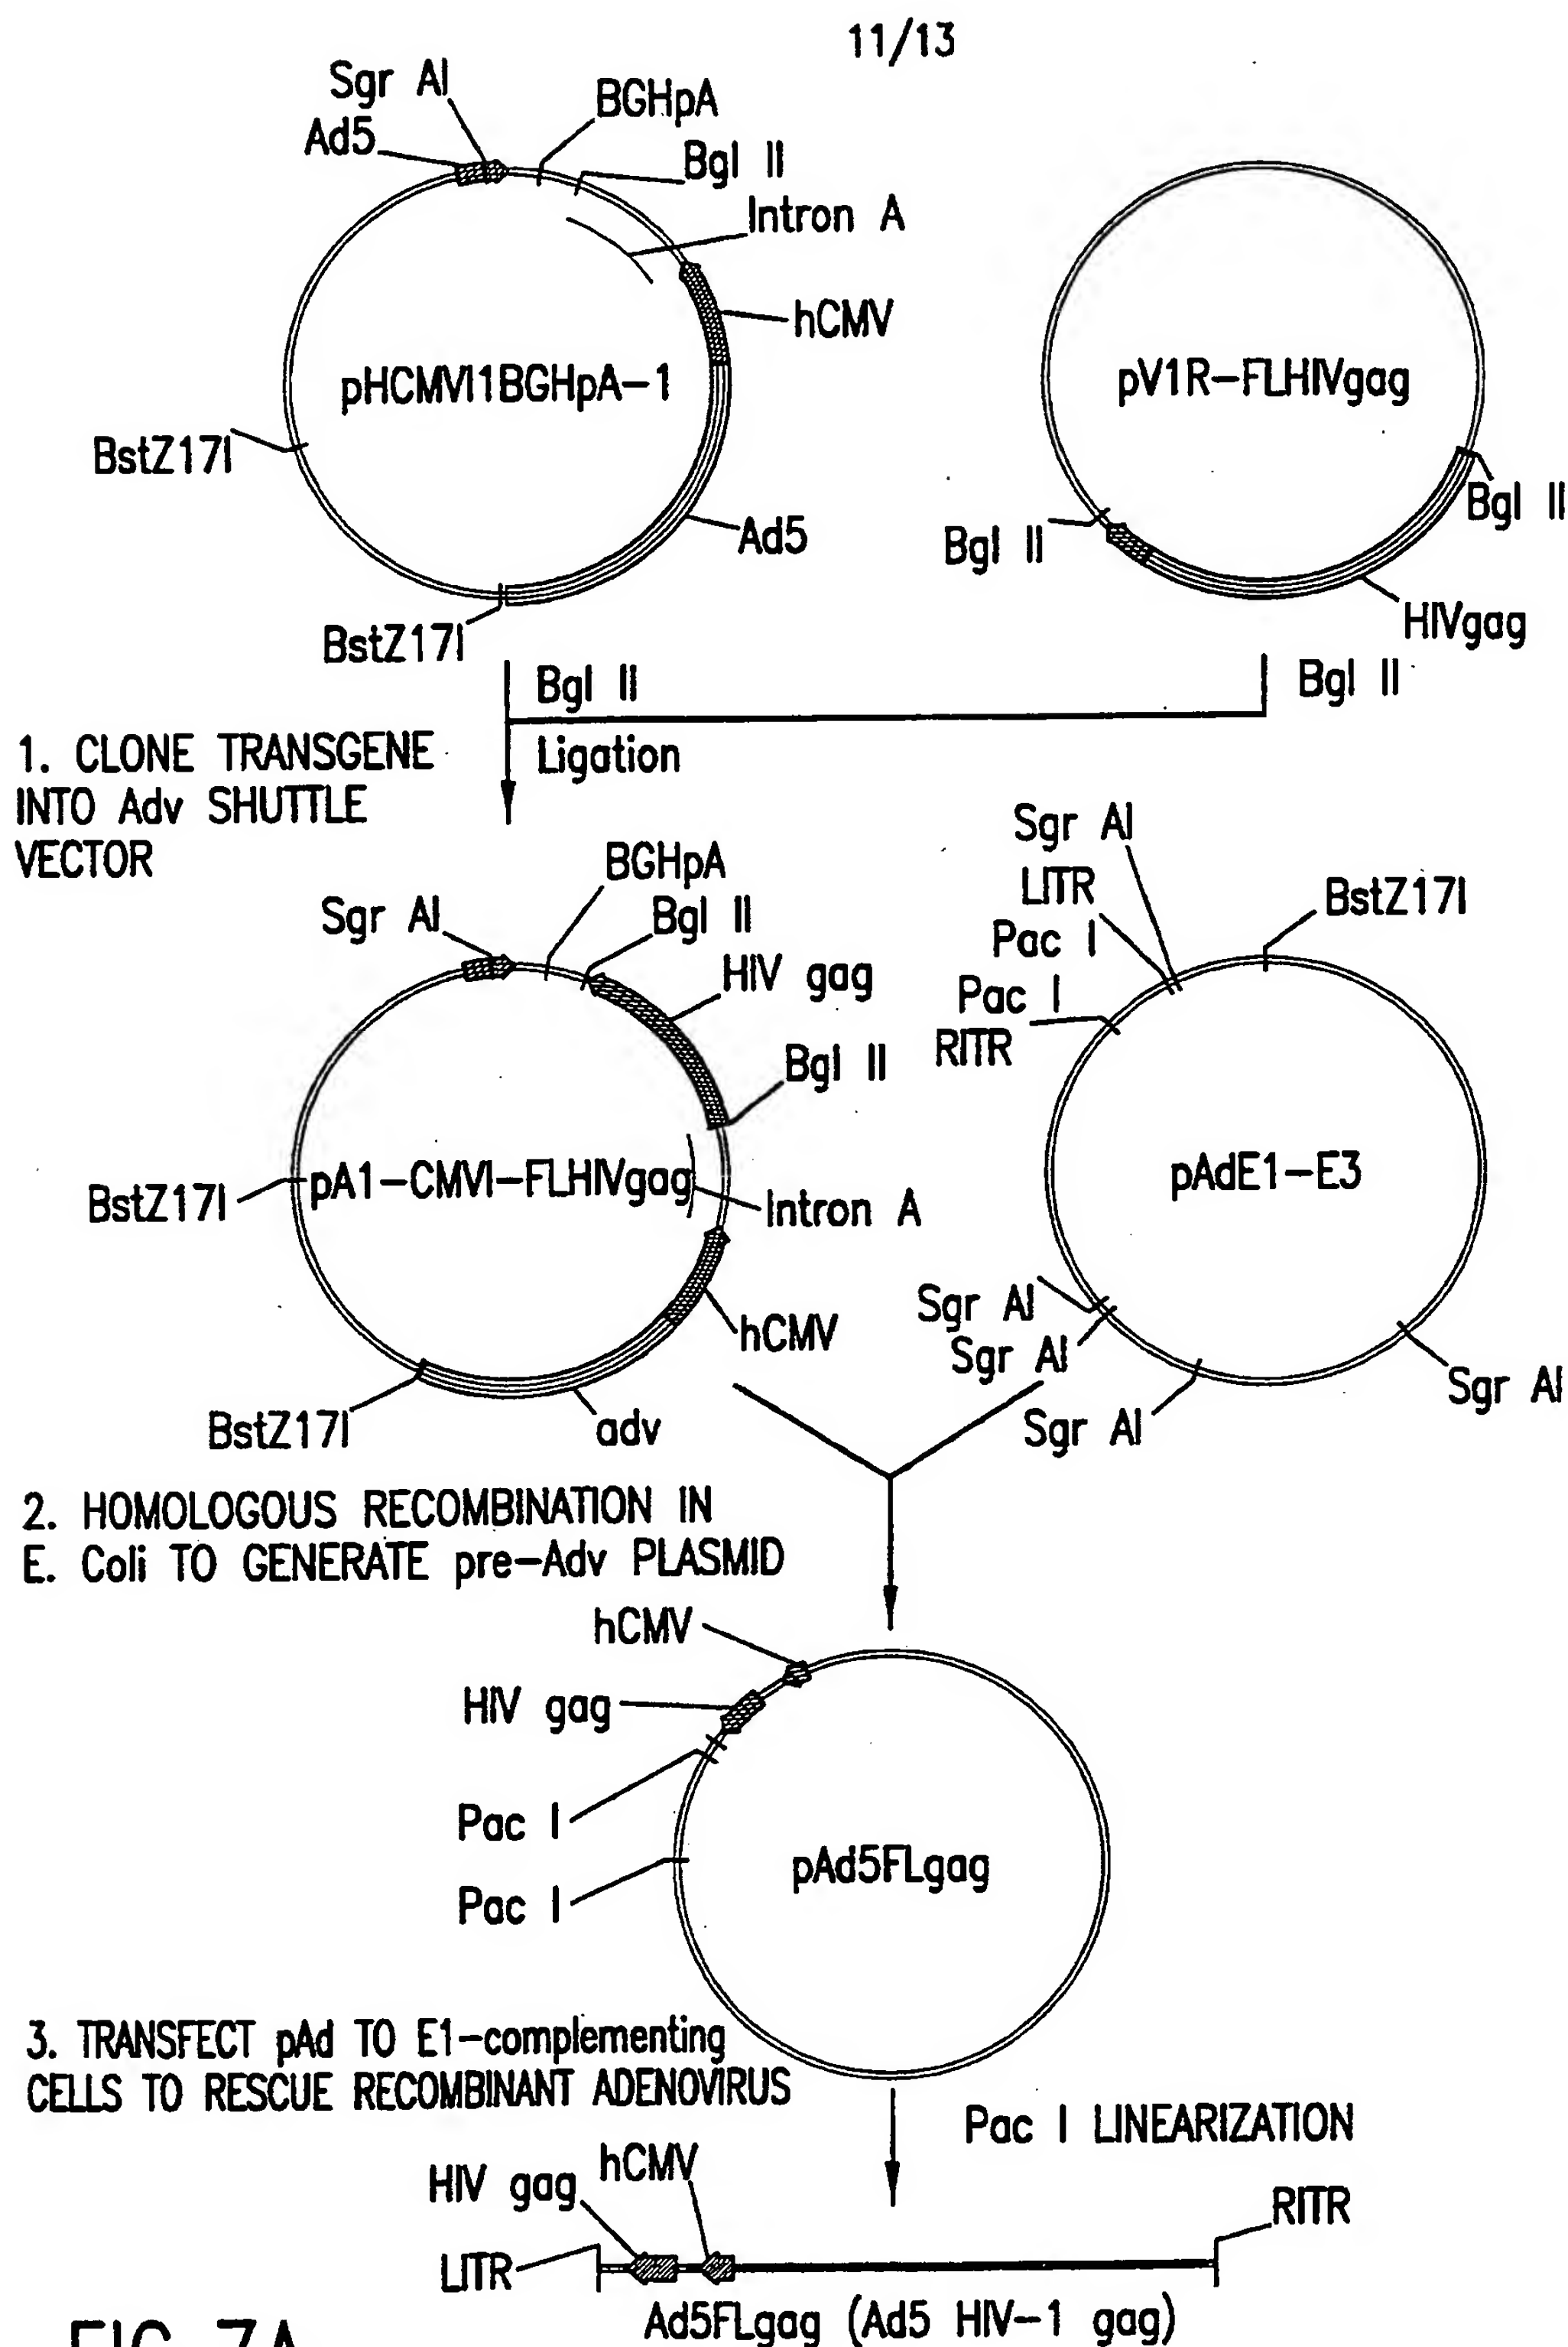 11/13
Sgr AI
Ad5
BGHpA
Bgl II
Intron A
hCMV
pHCMVI1BGHpA-1
BstZ17I
Ad5
BstZ17I
pV1R-FLHIVgag
Bgl II
Bgl II
HIVgag
Bgl II
Bgl II
Ligation
1. CLONE TRANSGENE
INTO Adv SHUTTLE
VECTOR
BGHpA
Sgr AI
Bgl II
HIV gag
Bgl II
BstZ17I
pA1-CMVI-FLHIVgag
Intron A
hCMV
BstZ17I
adv
Sgr AI
LITR
Pac I
Pac I
RITR
BstZ17I
pAdE1-E3
Sgr AI
Sgr AI
Sgr AI
Sgr AI
2. HOMOLOGOUS RECOMBINATION IN
E. Coli TO GENERATE pre-Adv PLASMID
hCMV
HIV gag
Pac I
Pac I
pAd5FLgag
3. TRANSFECT pAd TO E1-complementing
CELLS TO RESCUE RECOMBINANT ADENOVIRUS
Pac I LINEARIZATION
HIV gag
hCMV
RITR
LITR
Ad5FLgag (Ad5 HIV-1 gag)
FIG. 7A